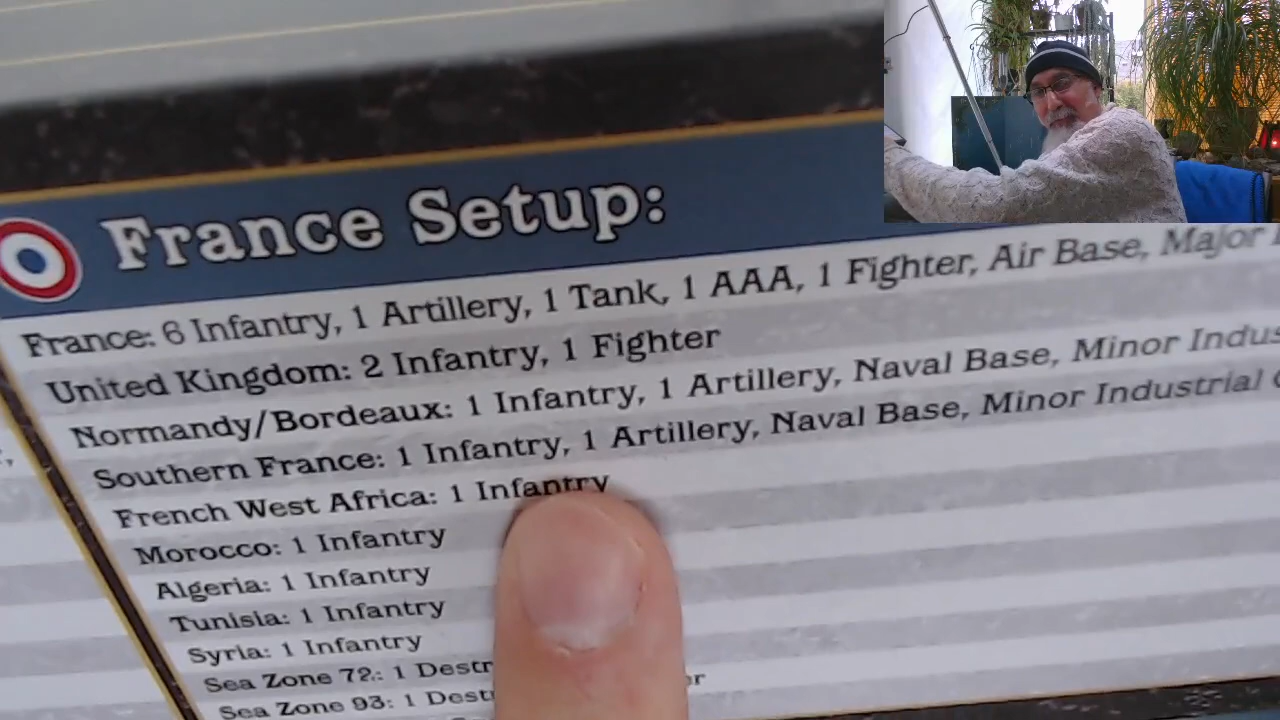 France Setup:
France: 6 Infantry, 1 Artillery, 1 Tank, 1 AAA, 1 Fighter, Air Base, Major
United Kingdom: 2 Infantry, 1 Fighter
Normandy/Bordeaux: 1 Infantry, 1 Artillery, Naval Base, Minor Indus
Southern France: 1 Infantry, 1 Artillery, Naval Base, Minor Industrial
French West Africa: 1 Infantry
Morocco: 1 Infantry
Algeria: 1 Infantry
Tunisia: 1 Infantry
Syria: 1 Infantry
Sea Zone 72: 1 Destr
Sea Zone 93: 1 Dest